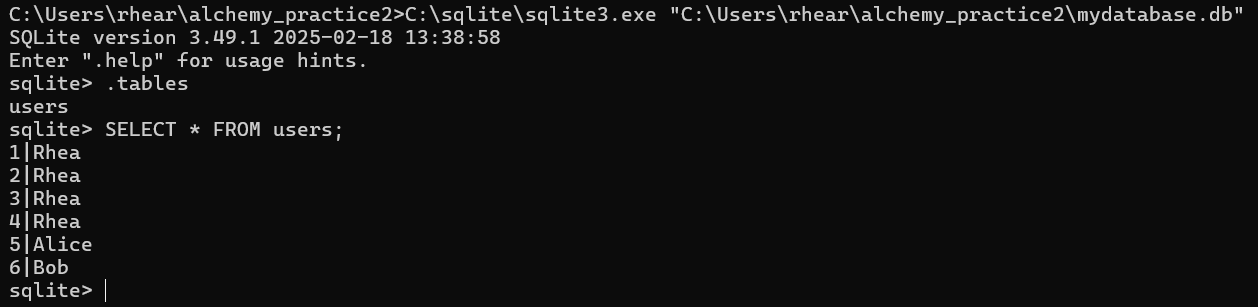 C:\Users\rhear\alchemy_practice2>C:\sqlite\sqlite3.exe "C:\Users\rhear\alchemy_practice2\mydatabase.db"
SQLite version 3.49.1 2025-02-18 13:38:58
Enter ".help" for usage hints.
sqlite> .tables
users
sqlite> SELECT * FROM users;
1|Rhea
2|Rhea
3|Rhea
4|Rhea
5|Alice
6|Bob
sqlite>